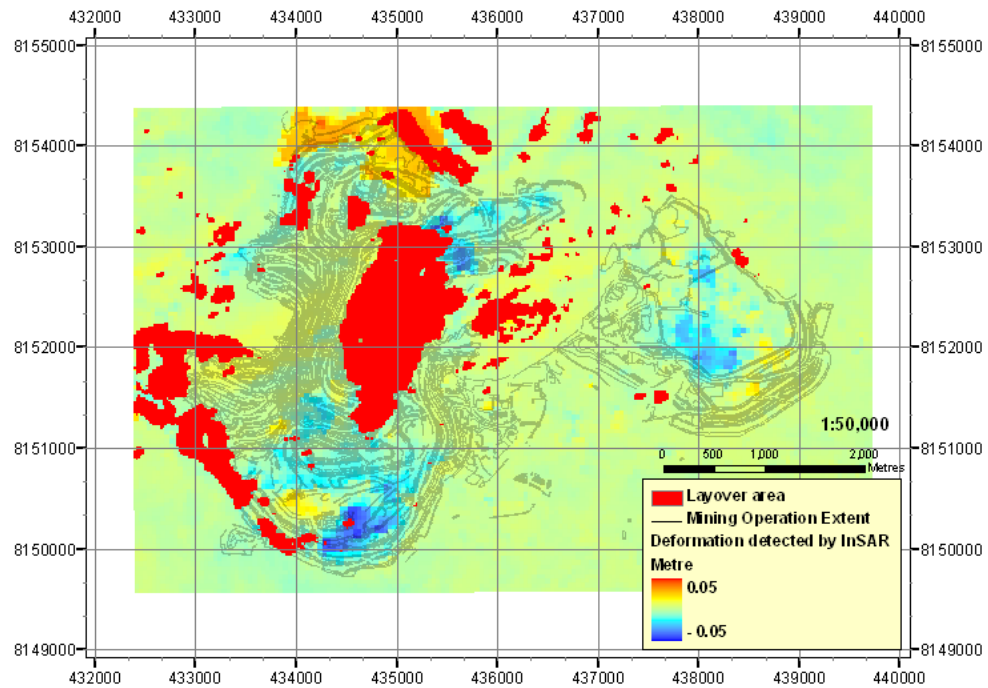 432000 433000 434000 435000 436000 437000 438000 439000 440000
8155000 8155000
8154000 8154000
8153000 8153000
8152000 8152000
1:50,000
8151000 8151000
0 500 1,000 2,000
Metres
Layover area
Mining Operation Extent
Deformation detected by InSAR
Metre
0.05
- 0.05
8150000 8150000
8149000 8149000
432000 433000 434000 435000 436000 437000 438000 439000 440000